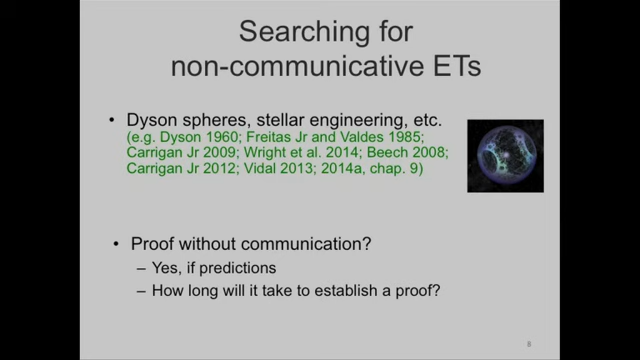 Searching for
non-communicative ETs
• Dyson spheres, stellar engineering, etc.
(e.g. Dyson 1960; Freitas Jr and Valdes 1985;
Carrigan Jr 2009; Wright et al. 2014; Beech 2008;
Carrigan Jr 2012; Vidal 2013; 2014a, chap. 9)
• Proof without communication?
– Yes, if predictions
– How long will it take to establish a proof?
8